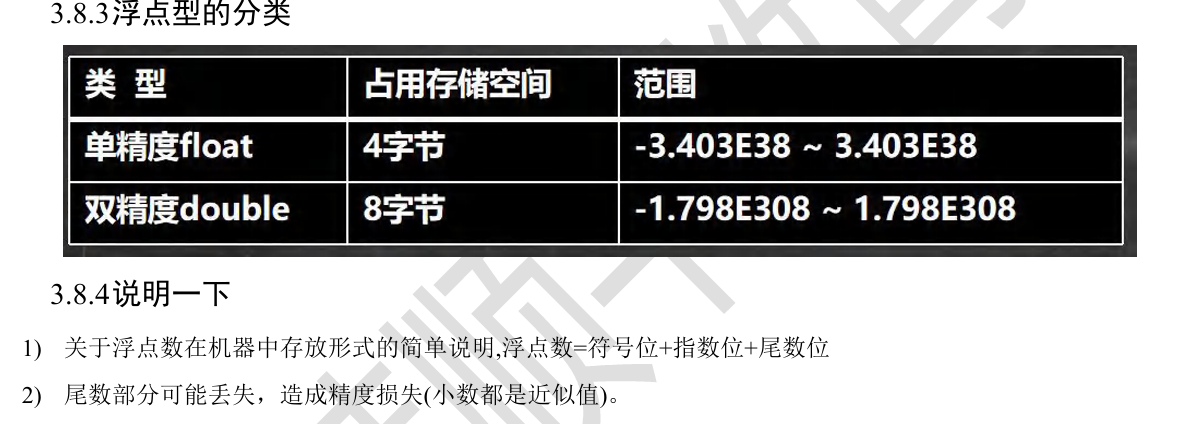 3.8.3浮点型的分类
类 型 占用存储空间 范围
单精度float 4字节 -3.403E38 ~ 3.403E38
双精度double 8字节 -1.798E308 ~ 1.798E308
3.8.4说明一下
1) 关于浮点数在机器中存放形式的简单说明,浮点数=符号位+指数位+尾数位
2) 尾数部分可能丢失，造成精度损失(小数都是近似值)。